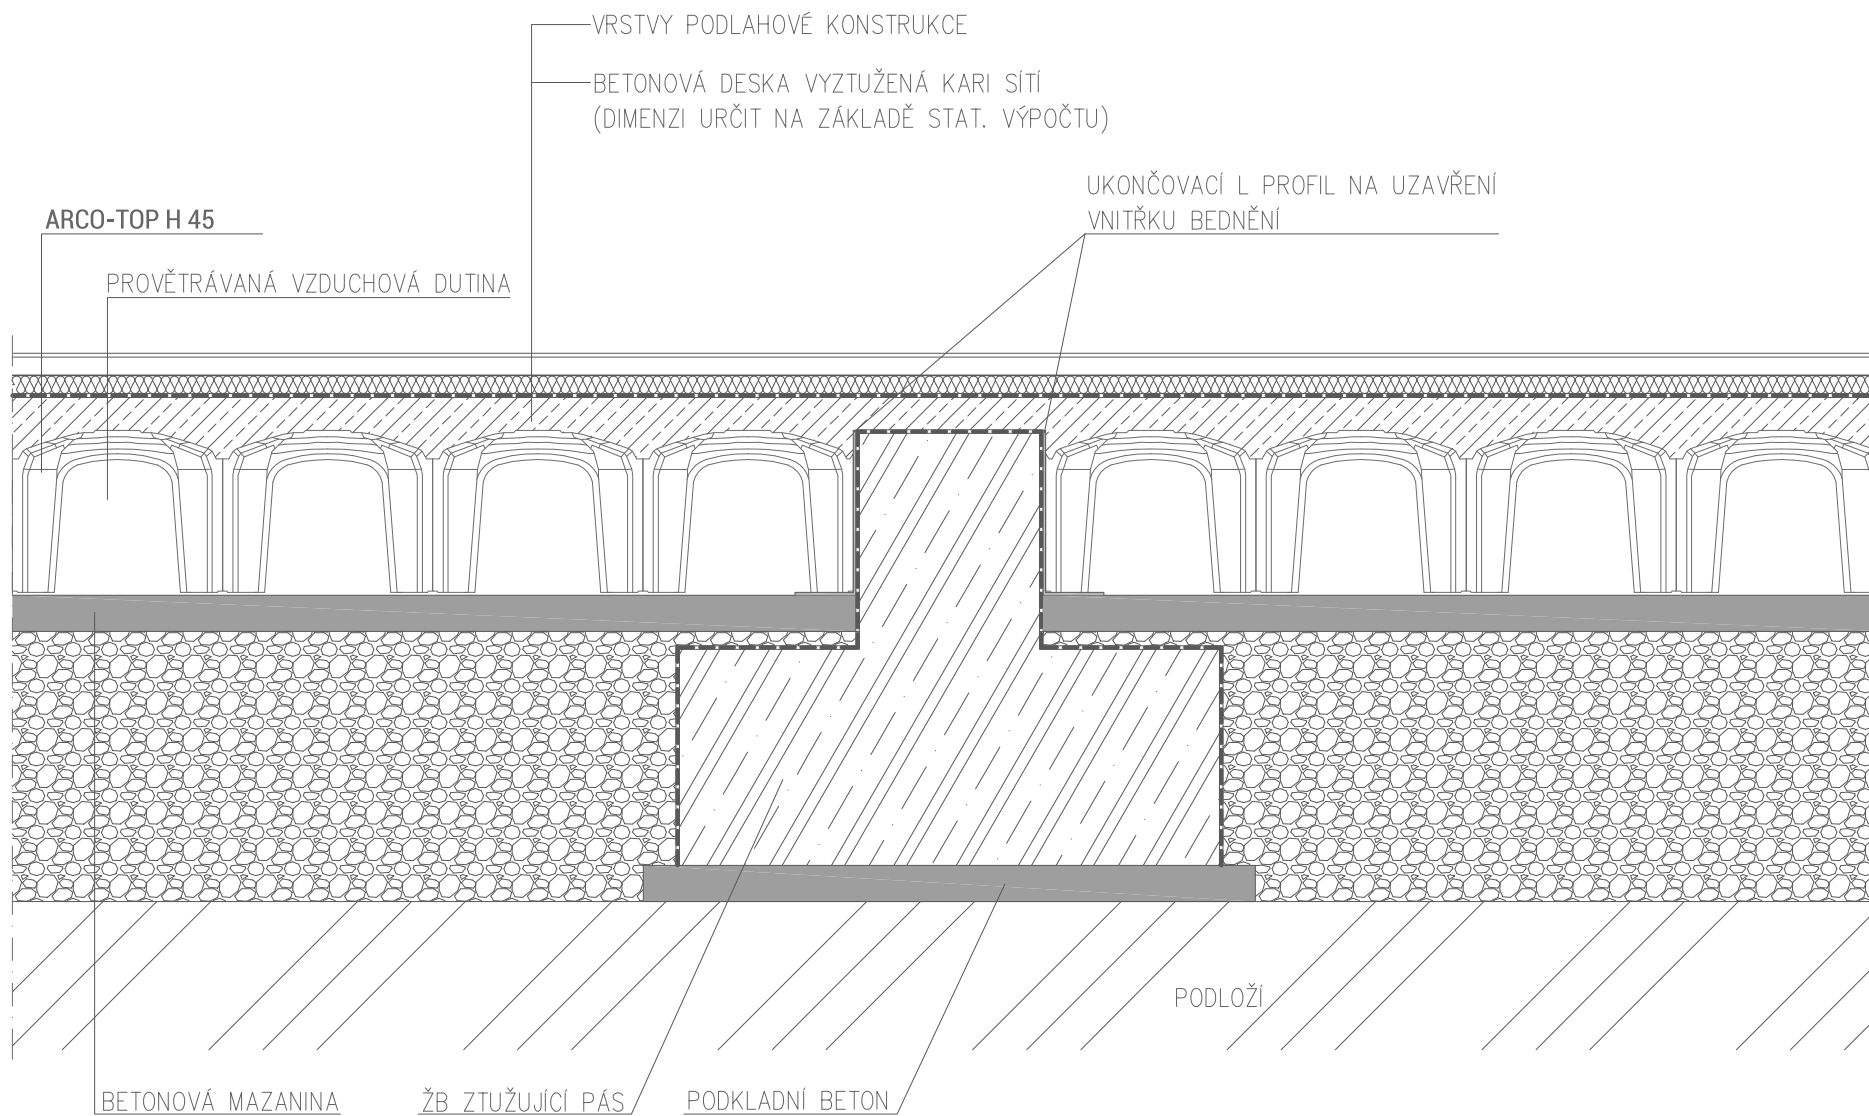 VRSTVY PODLAHOVÉ KONSTRUKCE
BETONOVÁ DESKA VYZTUŽENÁ KARI SÍTÍ
(DIMENZI URČIT NA ZÁKLADĚ STAT. VÝPOČTU)
UKONČOVACÍ L PROFIL NA UZAVŘENÍ
VNITŘKU BEDNĚNÍ
ARCO-TOP H 45
PROVĚTRÁVANÁ VZDUCHOVÁ DUTINA
PODLOŽÍ
BETONOVÁ MAZANINA
ŽB ZTUŽUJÍCÍ PÁS
PODKLADNÍ BETON